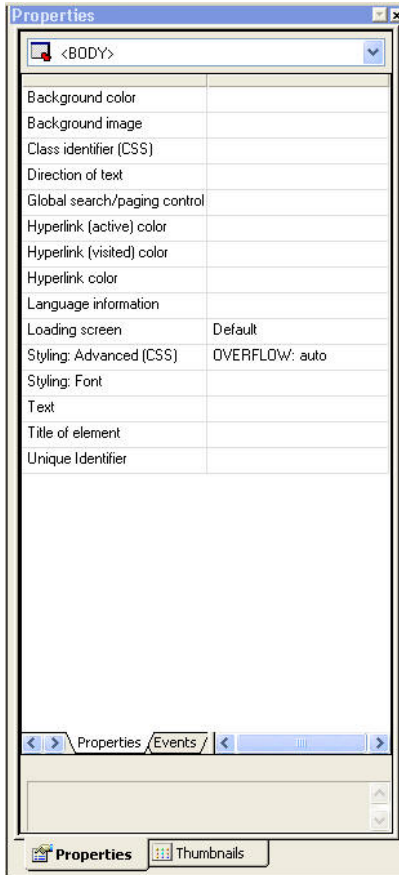 Properties
<BODY>
Background color
Background image
Class identifier (CSS)
Direction of text
Global search/paging control
Hyperlink (active) color
Hyperlink (visited) color
Hyperlink color
Language information
Loading screen Default
Styling: Advanced (CSS) OVERFLOW: auto
Styling: Font
Text
Title of element
Unique Identifier
Properties Events
Properties Thumbnails